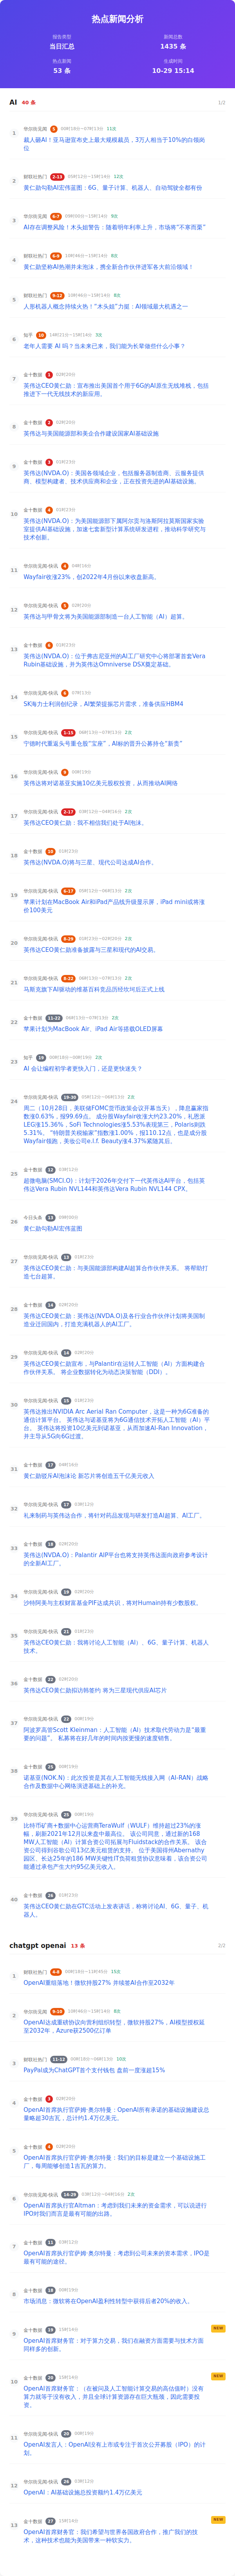 热点新闻分析
报告类型
新闻总数
当日汇总
1435 条
热点新闻
生成时间
53 条
10-29 15:14
AI 40 条
1/2
1
华尔街见闻 5 00时18分~07时13分 11次
裁人砸AI！亚马逊宣布史上最大规模裁员，3万人相当于10%的白领岗
位
2
财联社热门 2-13 05时12分~15时14分 12次
黄仁勋勾勒AI宏伟蓝图：6G、量子计算、机器人、自动驾驶全都有份
3
华尔街见闻 6-7 06时00分~15时14分 9次
AI存在调整风险！木头姐警告：随着明年利率上升，市场将“不寒而栗”
4
财联社热门 6-9 10时46分~15时14分 8次
黄仁勋坚称AI热潮并未泡沫，携全新合作伙伴进军各大前沿领域！
5
财联社热门 9-12 10时46分~15时14分 8次
人形机器人概念持续火热！“木头姐”力挺：AI领域最大机遇之一
6
知乎 10 14时21分~15时14分 3次
老年人需要 AI 吗？当未来已来，我们能为长辈做些什么小事？
7
金十数据 1 02时20分
英伟达CEO黄仁勋：宣布推出美国首个用于6G的AI原生无线堆栈，包括
推进下一代无线技术的新应用。
8
金十数据 2 02时20分
英伟达与美国能源部和美企合作建设国家AI基础设施
9
金十数据 3 01时23分
英伟达(NVDA.O)：美国各领域企业，包括服务器制造商、云服务提供
商、模型构建者、技术供应商和企业，正在投资先进的AI基础设施。
10
金十数据 4 01时23分
英伟达(NVDA.O)：为美国能源部下属阿尔贡与洛斯阿拉莫斯国家实验
室提供AI基础设施，加速七套新型计算系统研发进程，推动科学研究与
技术创新。
11
华尔街见闻-快讯 4 04时16分
Wayfair收涨23%，创2022年4月份以来收盘新高。
12
华尔街见闻-快讯 5 02时20分
英伟达与甲骨文将为美国能源部制造一台人工智能（AI）超算。
13
金十数据 6 01时23分
英伟达(NVDA.O)：位于弗吉尼亚州的AI工厂研究中心将部署首套Vera
Rubin基础设施，并为英伟达Omniverse DSX奠定基础。
14
华尔街见闻-快讯 8 07时13分
SK海力士利润创纪录，AI繁荣提振芯片需求，准备供应HBM4
15
华尔街见闻-快讯 1-15 06时13分~07时13分 2次
宁德时代重返头号重仓股“宝座”，AI标的晋升公募持仓“新贵”
16
华尔街见闻-快讯 9 00时19分
英伟达将对诺基亚实施10亿美元股权投资，从而推动AI网络
17
华尔街见闻-快讯 2-17 03时12分~04时16分 2次
英伟达CEO黄仁勋：我不相信我们处于AI泡沫。
18
金十数据 10 01时23分
英伟达(NVDA.O)将与三星、现代公司达成AI合作。
19
华尔街见闻-快讯 6-17 05时12分~06时13分 2次
苹果计划在MacBook Air和iPad产品线升级显示屏，iPad mini或将涨
价100美元
20
华尔街见闻-快讯 8-29 01时23分~02时20分 2次
英伟达CEO黄仁勋准备披露与三星和现代的AI交易。
21
华尔街见闻-快讯 8-22 06时13分~07时13分 2次
马斯克旗下AI驱动的维基百科竞品历经坎坷后正式上线
22
金十数据 11-22 06时13分~07时13分 2次
苹果计划为MacBook Air、iPad Air等搭载OLED屏幕
23
知乎 19 00时18分~00时19分 2次
AI 会让编程初学者更快入门，还是更快迷失？
24
华尔街见闻-快讯 19-30 05时12分~06时13分 2次
周二（10月28日，美联储FOMC货币政策会议开幕当天），降息赢家指
数涨0.63%，报99.69点。 成分股Wayfair收涨大约23.20%，礼恩派
LEG涨15.36%，SoFi Technologies涨5.53%表现第三，Polaris则跌
5.31%。 “特朗普关税输家”指数涨1.00%，报110.12点，也是成分股
Wayfair领跑，美妆公司e.l.f. Beauty涨4.37%紧随其后。
25
金十数据 12 03时12分
超微电脑(SMCI.O)：计划于2026年交付下一代英伟达AI平台，包括英
伟达Vera Rubin NVL144和英伟达Vera Rubin NVL 144 CPX。
26
今日头条 13 06时00分
黄仁勋勾勒AI宏伟蓝图
27
华尔街见闻-快讯 13 01时23分
英伟达CEO黄仁勋：与美国能源部构建AI超算合作伙伴关系。 将帮助打
造七台超算。
28
金十数据 14 02时20分
英伟达CEO黄仁勋：英伟达(NVDA.O)及各行业合作伙伴计划将美国制
造业迁回国内，打造充满机器人的AI工厂。
29
华尔街见闻-快讯 14 02时20分
英伟达CEO黄仁勋宣布，与Palantir在运转人工智能（AI）方面构建合
作伙伴关系。 将企业数据转化为动态决策智能（DDI）。
30
华尔街见闻-快讯 15 01时23分
英伟达推出NVIDIA Arc Aerial Ran Computer，这是一种为6G准备的
通信计算平台。 英伟达与诺基亚将为6G通信技术开拓人工智能（AI）平
台。 英伟达将投资10亿美元到诺基亚，从而加速AI-Ran Innovation，
并主导从5G向6G过渡。
31
金十数据 17 04时16分
黄仁勋驳斥AI泡沫论 新芯片将创造五千亿美元收入
32
华尔街见闻-快讯 17 03时12分
礼来制药与英伟达合作，将针对药品发现与研发打造AI超算、AI工厂。
33
金十数据 18 02时20分
英伟达(NVDA.O)：Palantir AIP平台也将支持英伟达面向政府参考设计
的全新AI工厂。
34
华尔街见闻-快讯 19 02时20分
沙特阿美与主权财富基金PIF达成共识，将对Humain持有少数股权。
35
华尔街见闻-快讯 21 01时23分
英伟达CEO黄仁勋：我将讨论人工智能（AI）、6G、量子计算、机器人
技术。
36
金十数据 22 02时20分
英伟达CEO黄仁勋拟访韩签约 将为三星现代供应AI芯片
37
华尔街见闻-快讯 22 00时19分
阿波罗高管Scott Kleinman：人工智能（AI）技术取代劳动力是“最重
要的问题”。 私募将在好几年的时间内按更慢的速度销售。
38
金十数据 25 00时19分
诺基亚(NOK.N)：此次投资是其在人工智能无线接入网（AI-RAN）战略
合作及数据中心网络演进基础上的补充。
39
华尔街见闻-快讯 25 00时19分
比特币矿商+数据中心运营商TeraWulf（WULF）维持超过23%的涨
幅，刷新2021年12月以来盘中最高位。 该公司同意，通过新的168
MW人工智能（AI）计算合资公司拓展与Fluidstack的合作关系。 该合
资公司得到谷歌公司13亿美元租赁的支持。 位于美国得州Abernathy
园区、长达25年的186 MW关键性IT负荷租赁协议意味着，该合资公司
能通过承包产生大约95亿美元收入。
40
金十数据 26 01时23分
英伟达CEO黄仁勋在GTC活动上发表讲话，称将讨论AI、6G、量子、机
器人。
chatgpt openai 13 条
2/2
1
财联社热门 4-8 00时18分~11时45分 15次
OpenAI重组落地！微软持股27% 并续签AI合作至2032年
2
华尔街见闻 9-10 10时46分~15时14分 8次
OpenAI达成重磅协议向营利组织转型，微软持股27%，AI模型授权延
至2032年，Azure获2500亿订单
3
财联社热门 11-12 00时18分~06时13分 10次
PayPal成为ChatGPT首个支付钱包 盘前一度涨超15%
4
金十数据 3 02时20分
OpenAI首席执行官萨姆·奥尔特曼：OpenAI所有承诺的基础设施建设总
量略超30吉瓦，总计约1.4万亿美元。
5
金十数据 4 02时20分
OpenAI首席执行官萨姆·奥尔特曼：我们的目标是建立一个基础设施工
厂，每周能够创造1吉瓦的算力。
6
华尔街见闻-快讯 14-29 03时12分~04时16分 2次
OpenAI首席执行官Altman：考虑到我们未来的资金需求，可以说进行
IPO对我们而言是最有可能的出路。
7
金十数据 11 03时12分
OpenAI首席执行官萨姆·奥尔特曼：考虑到公司未来的资本需求，IPO是
最有可能的途径。
8
金十数据 19 00时19分
市场消息：微软将在OpenAI盈利性转型中获得后者20%的收入。
9
NEW
金十数据 19 15时14分
OpenAI首席财务官：对于算力交易，我们在融资方面需要与技术方面
同样多的创新。
10
NEW
金十数据 20 15时14分
OpenAI首席财务官：（在被问及人工智能计算交易的高估值时）没有
算力就等于没有收入，并且全球计算资源存在巨大瓶颈，因此需要投
资。
11
华尔街见闻-快讯 20 00时19分
OpenAI发言人：OpenAI没有上市或专注于首次公开募股（IPO）的计
划。
12
华尔街见闻-快讯 26 03时12分
OpenAI：AI基础设施总投资额约1.4万亿美元
13
NEW
金十数据 27 15时14分
OpenAI首席财务官：我们希望与世界各国政府合作，推广我们的技
术，这种技术也能为美国带来一种软实力。